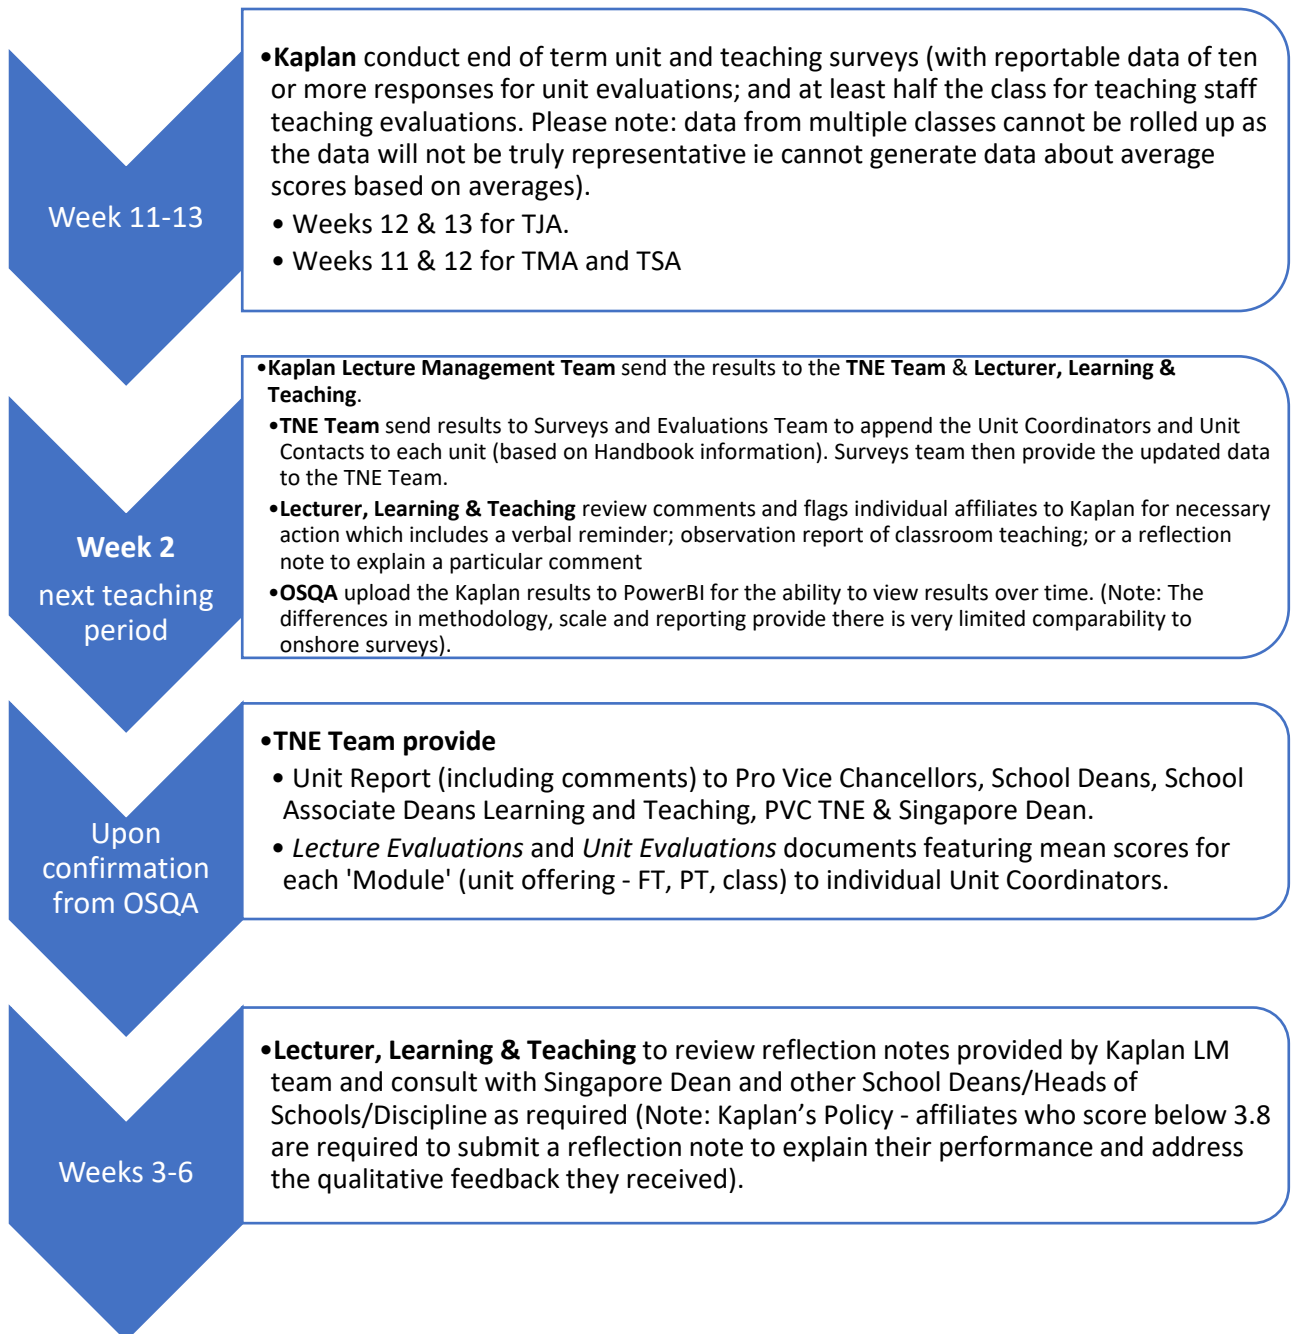 Week 11-13
•Kaplan conduct end of term unit and teaching surveys (with reportable data of ten
or more responses for unit evaluations; and at least half the class for teaching staff
teaching evaluations. Please note: data from multiple classes cannot be rolled up as
the data will not be truly representative ie cannot generate data about average
scores based on averages).
• Weeks 12 & 13 for TJA.
• Weeks 11 & 12 for TMA and TSA
Week 2
next teaching
period
•Kaplan Lecture Management Team send the results to the TNE Team & Lecturer, Learning &
Teaching.
•TNE Team send results to Surveys and Evaluations Team to append the Unit Coordinators and Unit
Contacts to each unit (based on Handbook information). Surveys team then provide the updated data
to the TNE Team.
•Lecturer, Learning & Teaching review comments and flags individual affiliates to Kaplan for necessary
action which includes a verbal reminder; observation report of classroom teaching; or a reflection
note to explain a particular comment
•OSQA upload the Kaplan results to PowerBI for the ability to view results over time. (Note: The
differences in methodology, scale and reporting provide there is very limited comparability to
onshore surveys).
Upon
confirmation
from OSQA
•TNE Team provide
• Unit Report (including comments) to Pro Vice Chancellors, School Deans, School
Associate Deans Learning and Teaching, PVC TNE & Singapore Dean.
• Lecture Evaluations and Unit Evaluations documents featuring mean scores for
each 'Module' (unit offering - FT, PT, class) to individual Unit Coordinators.
Weeks 3-6
•Lecturer, Learning & Teaching to review reflection notes provided by Kaplan LM
team and consult with Singapore Dean and other School Deans/Heads of
Schools/Discipline as required (Note: Kaplan’s Policy - affiliates who score below 3.8
are required to submit a reflection note to explain their performance and address
the qualitative feedback they received).